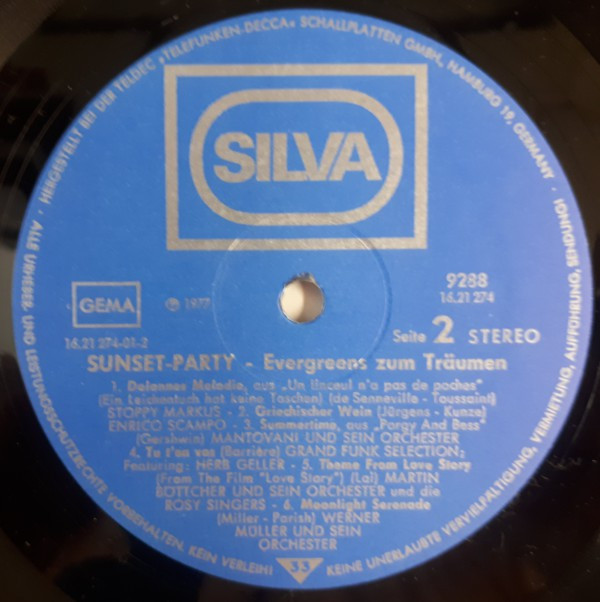 HERGESTELLT BEI DER TELDEC »TELEFUNKEN-DECCA« SCHALLPLATTEN GMBH, HAMBURG 19, GERMANY ·
SILVA
GEMA
℗ 1977
9288
16.21 274
16.21 274-01-2
Seite 2 STEREO
SUNSET-PARTY - Evergreens zum Träumen
1. Dolannes Melodie, aus „Un linceul n'a pas de poches"
(Ein Leichentuch hat keine Taschen) (de Senneville - Toussaint)
STOPPY MARKUS - 2. Griechischer Wein (Jürgens - Kunze)
ENRICO SCAMPO - 3. Summertime, aus „Porgy And Bess"
(Gershwin) MANTOVANI UND SEIN ORCHESTER
4. Tu t'en vas (Barrière) GRAND FUNK SELECTION;
Featuring: HERB GELLER - 5. Theme From Love Story
(From The Film "Love Story") (Lai) MARTIN
BÖTTCHER UND SEIN ORCHESTER und die
ROSY SINGERS - 6. Moonlight Serenade
(Miller - Parish) WERNER
MÜLLER UND SEIN
ORCHESTER
33
ALLE URHEBER- UND LEISTUNGSSCHUTZRECHTE VORBEHALTEN. KEIN VERLEIH! KEINE UNERLAUBTE VERVIELFÄLTIGUNG, VERMIETUNG, AUFFÜHRUNG, SENDUNG!